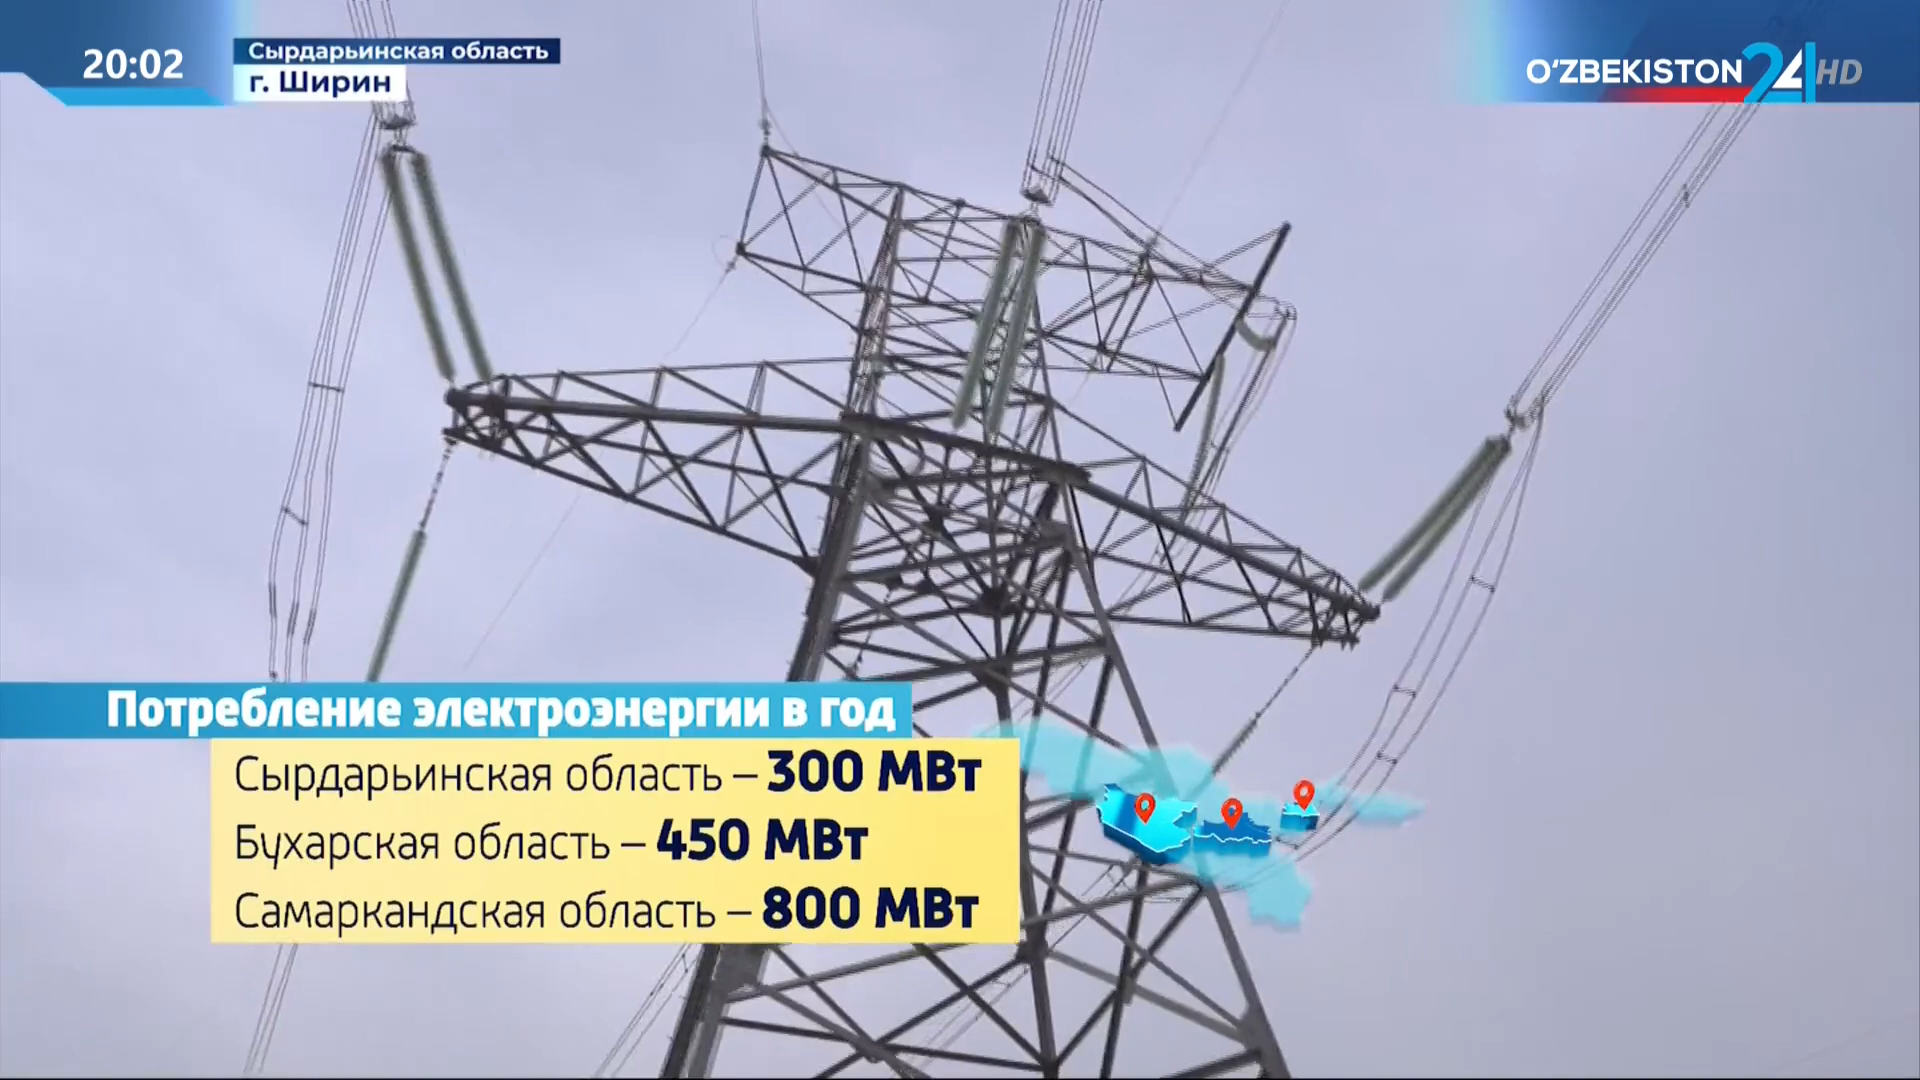 20:02
Сырдарьинская область
г. Ширин
O‘ZBEKISTON 24 HD
Потребление электроэнергии в год
Сырдарьинская область – 300 МВт
Бухарская область – 450 МВт
Самаркандская область – 800 МВт